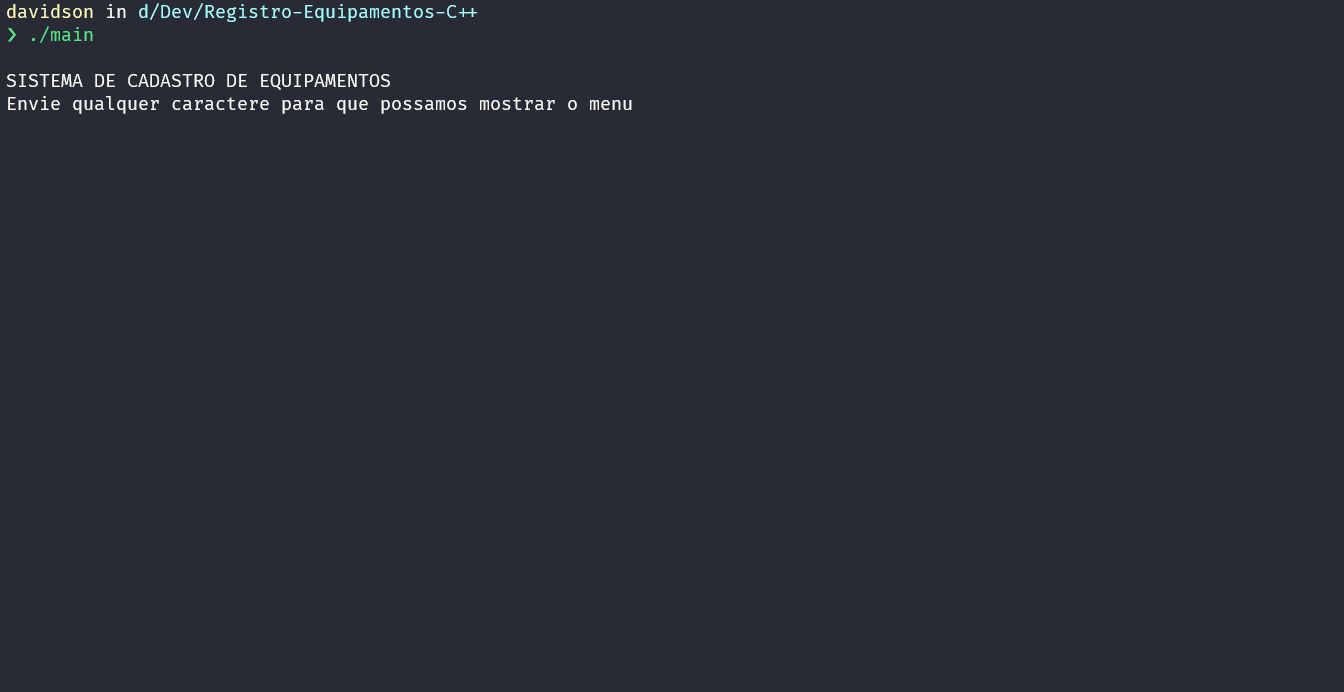 davidson in d/Dev/Registro-Equipamentos-C++
❯ ./main
SISTEMA DE CADASTRO DE EQUIPAMENTOS
Envie qualquer caractere para que possamos mostrar o menu